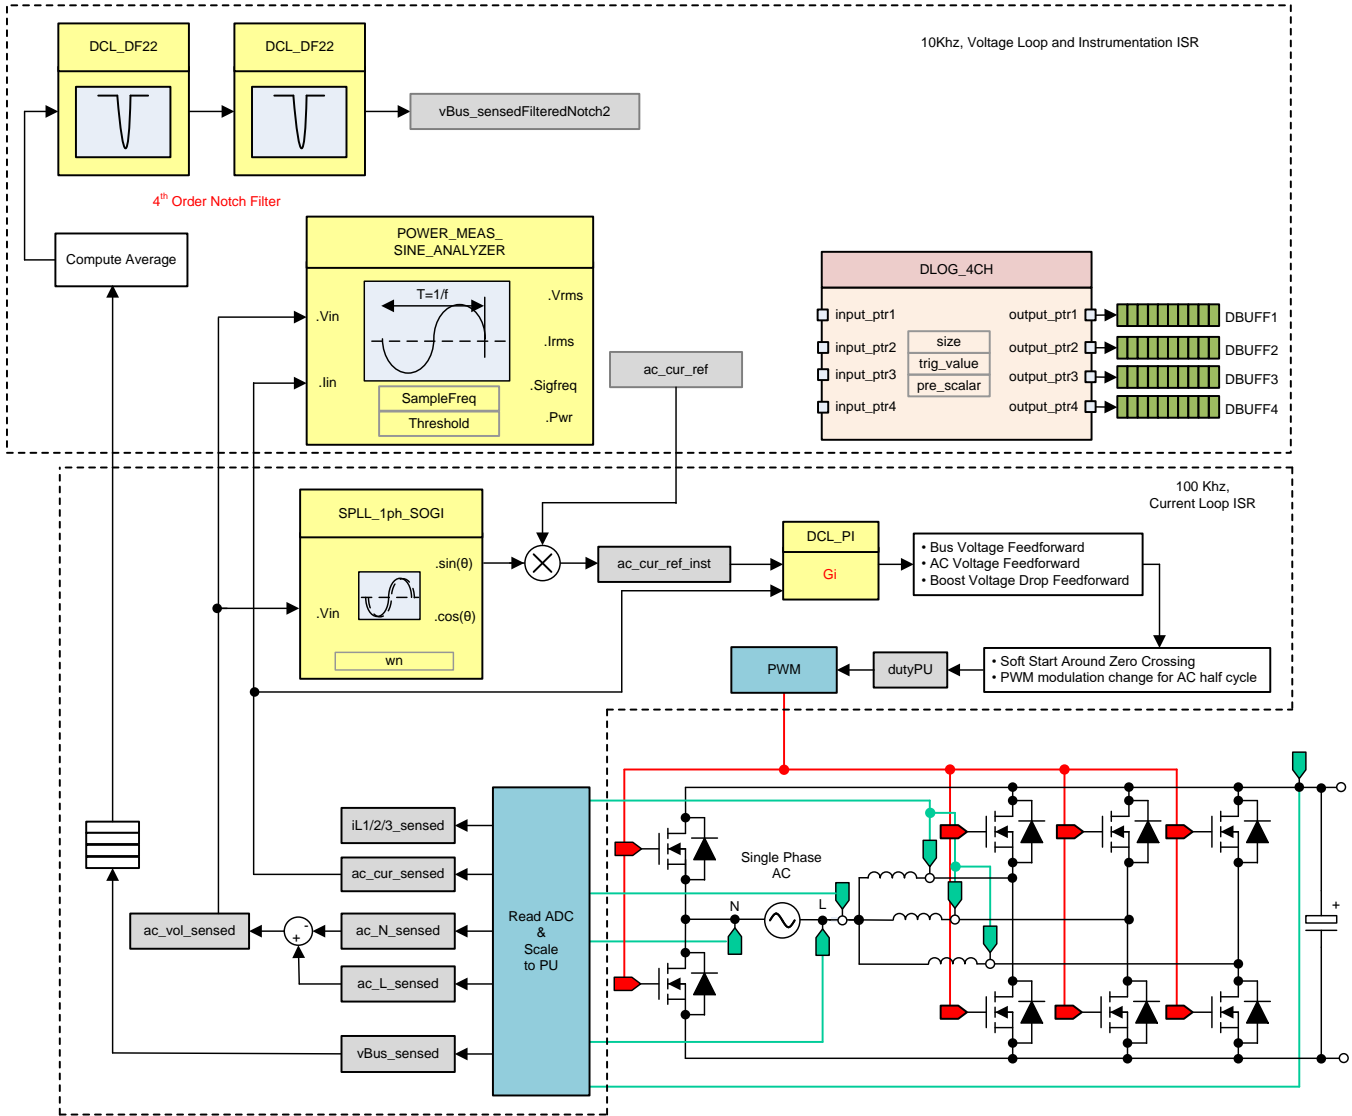 DCL_DF22
DCL_DF22
10Khz, Voltage Loop and Instrumentation ISR
vBus_sensedFilteredNotch2
4th Order Notch Filter
Compute Average
POWER_MEAS_
SINE_ANALYZER
T=1/f
.Vin
.Iin
.Vrms
.Irms
.Sigfreq
.Pwr
SampleFreq
Threshold
ac_cur_ref
DLOG_4CH
input_ptr1
input_ptr2
input_ptr3
input_ptr4
size
trig_value
pre_scalar
output_ptr1
output_ptr2
output_ptr3
output_ptr4
DBUFF1
DBUFF2
DBUFF3
DBUFF4
100 Khz,
Current Loop ISR
SPLL_1ph_SOGI
.sin(θ)
.Vin
.cos(θ)
wn
ac_cur_ref_inst
DCL_PI
Gi
• Bus Voltage Feedforward
• AC Voltage Feedforward
• Boost Voltage Drop Feedforward
PWM
dutyPU
• Soft Start Around Zero Crossing
• PWM modulation change for AC half cycle
iL1/2/3_sensed
ac_cur_sensed
ac_vol_sensed
-
+
ac_N_sensed
ac_L_sensed
vBus_sensed
Read ADC
&
Scale
to PU
Single Phase
AC
N
L
+